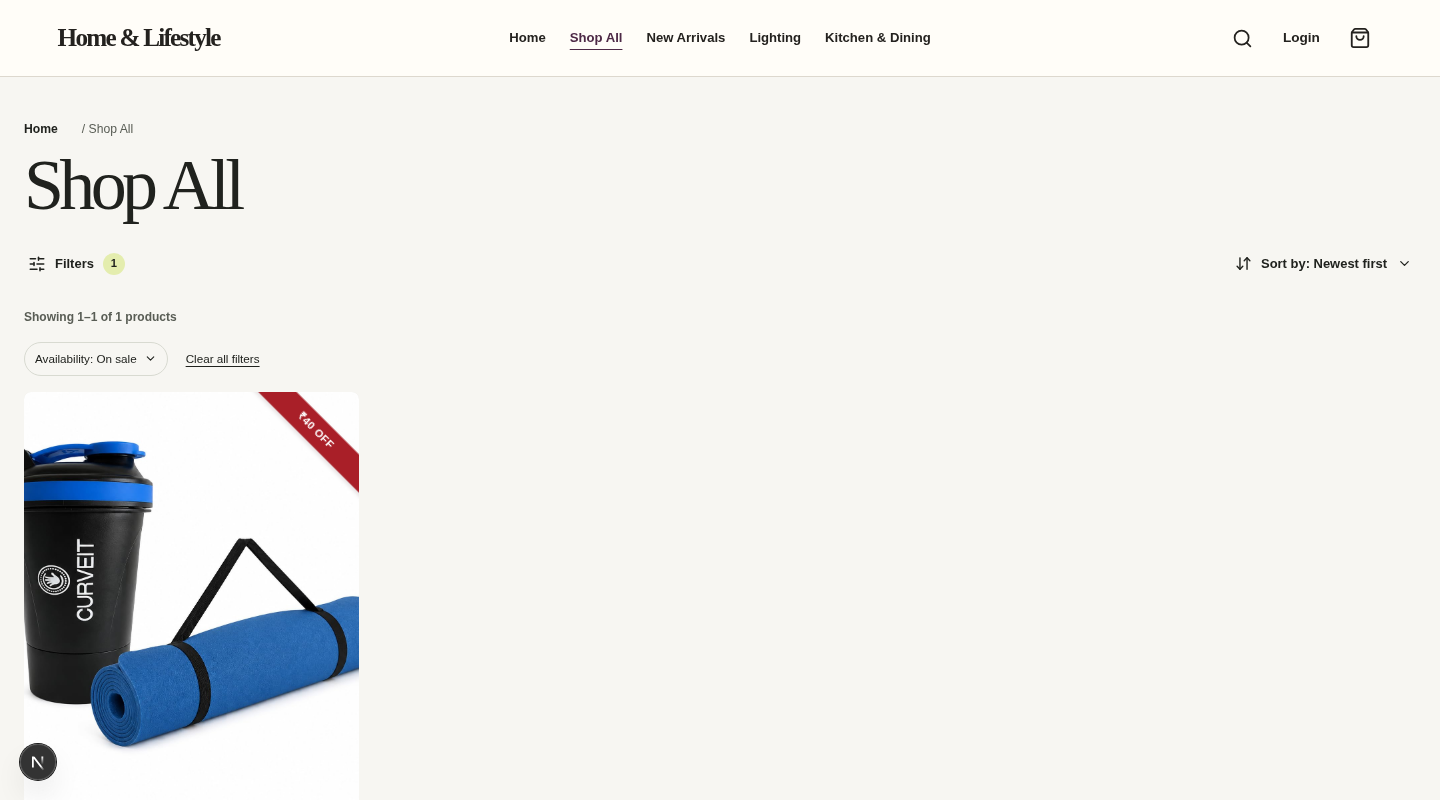 Home & Lifestyle
Home
Shop All
New Arrivals
Lighting
Kitchen & Dining
Login
Home / Shop All
Shop All
Filters 1
Sort by: Newest first
Showing 1–1 of 1 products
Availability: On sale
Clear all filters
₹40 OFF
CURVEIT
N